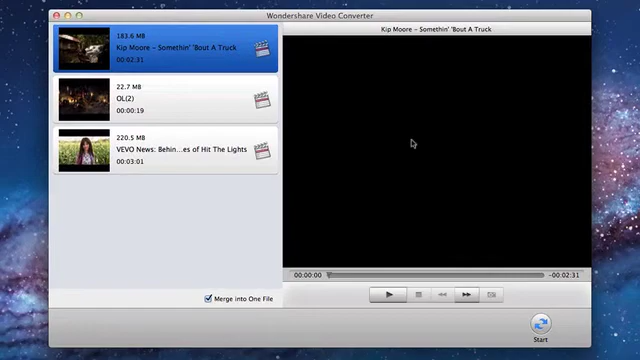 Wondershare Video Converter
183.6 MB
Kip Moore – Somethin' 'Bout A Truck
00:02:31
22.7 MB
OL(2)
00:00:19
220.5 MB
VEVO News: Behin...es of Hit The Lights
00:03:01
Merge into One File
Kip Moore – Somethin' 'Bout A Truck
00:00:00
-00:02:31
Start